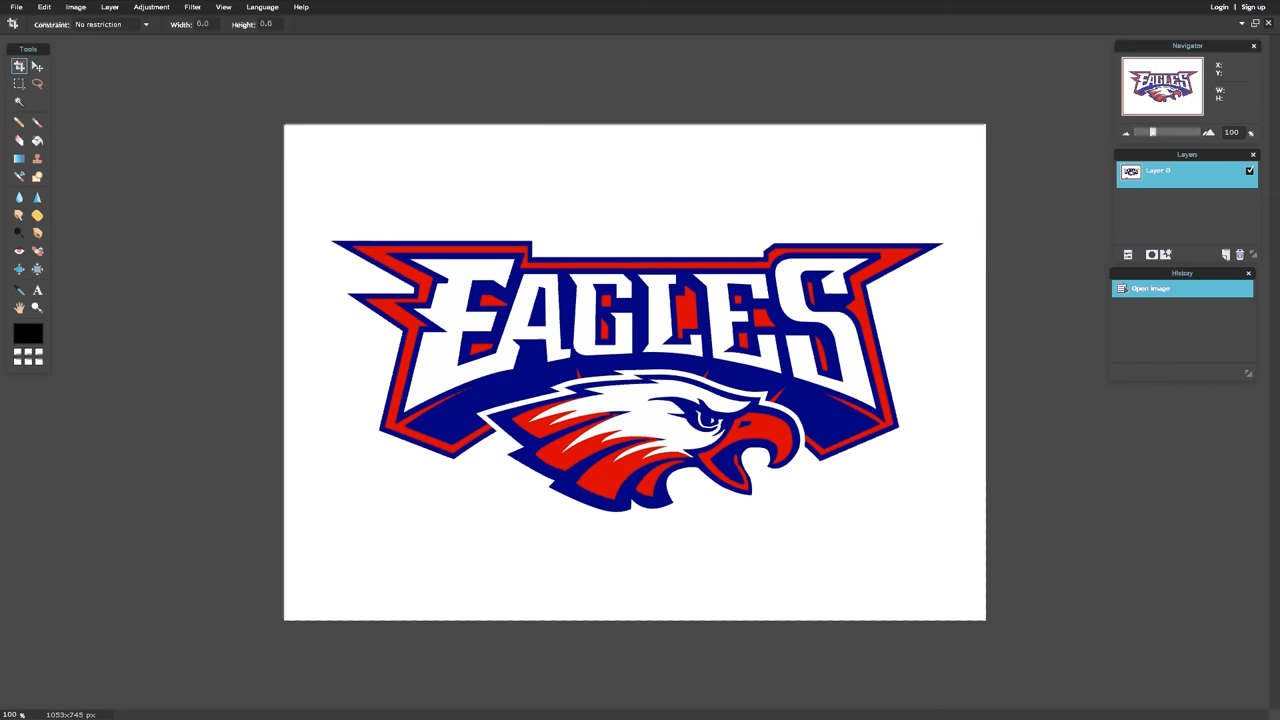 File Edit Image Layer Adjustment Filter View Language Help Login | Sign up
Constraint: No restriction Width: 0.0 Height: 0.0
Tools
Navigator
X:
Y:
W:
H:
100 %
Layers
Layer 0
History
Open image
EAGLES
A
100 % 1053x745 px